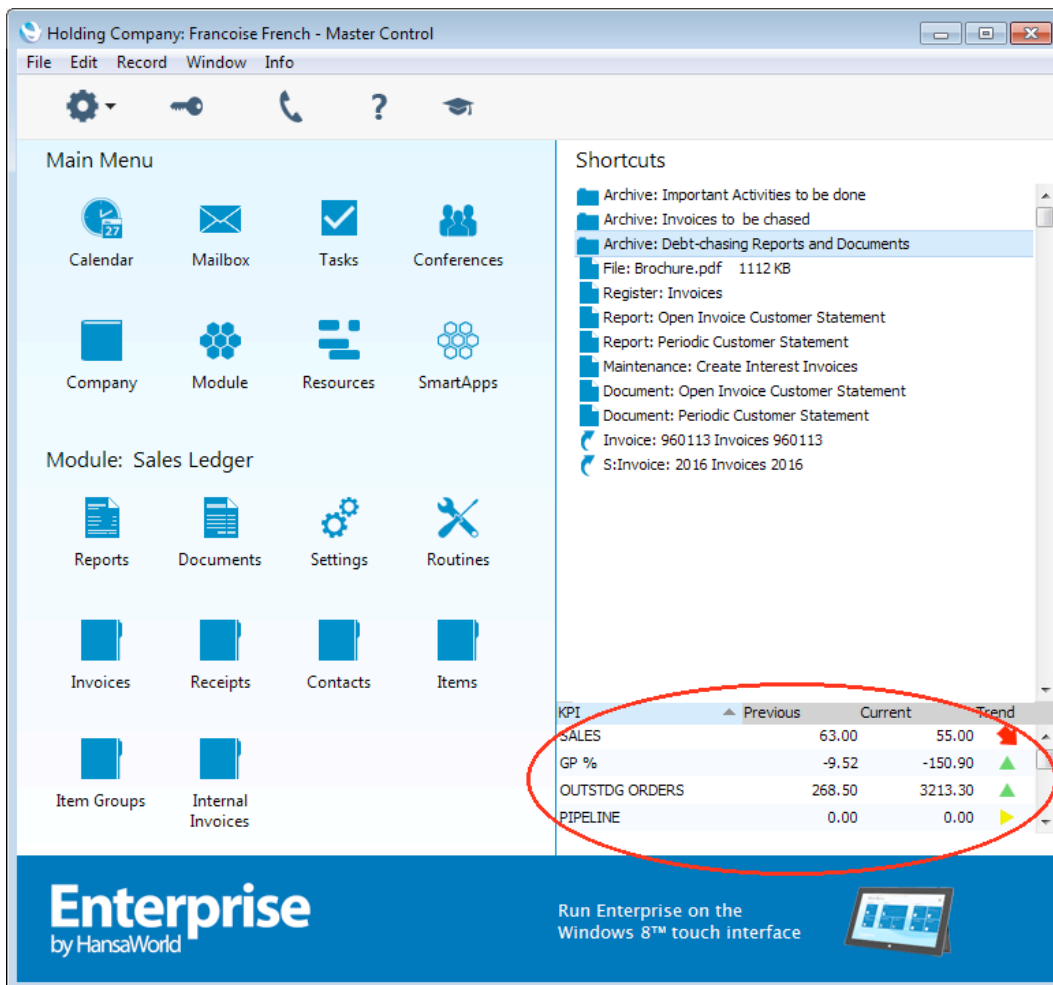 Holding Company: Francoise French - Master Control
File Edit Record Window Info
?
Main Menu
27
Calendar Mailbox Tasks Conferences
Company Module Resources SmartApps
Module: Sales Ledger
Reports Documents Settings Routines
Invoices Receipts Contacts Items
Item Groups Internal
Invoices
Shortcuts
Archive: Important Activities to be done
Archive: Invoices to be chased
Archive: Debt-chasing Reports and Documents
File: Brochure.pdf 1112 KB
Register: Invoices
Report: Open Invoice Customer Statement
Report: Periodic Customer Statement
Maintenance: Create Interest Invoices
Document: Open Invoice Customer Statement
Document: Periodic Customer Statement
Invoice: 960113 Invoices 960113
S:Invoice: 2016 Invoices 2016
KPI Previous Current Trend
SALES 63.00 55.00
GP % -9.52 -150.90
OUTSTDG ORDERS 268.50 3213.30
PIPELINE 0.00 0.00
Enterprise
by HansaWorld
Run Enterprise on the
Windows 8™ touch interface